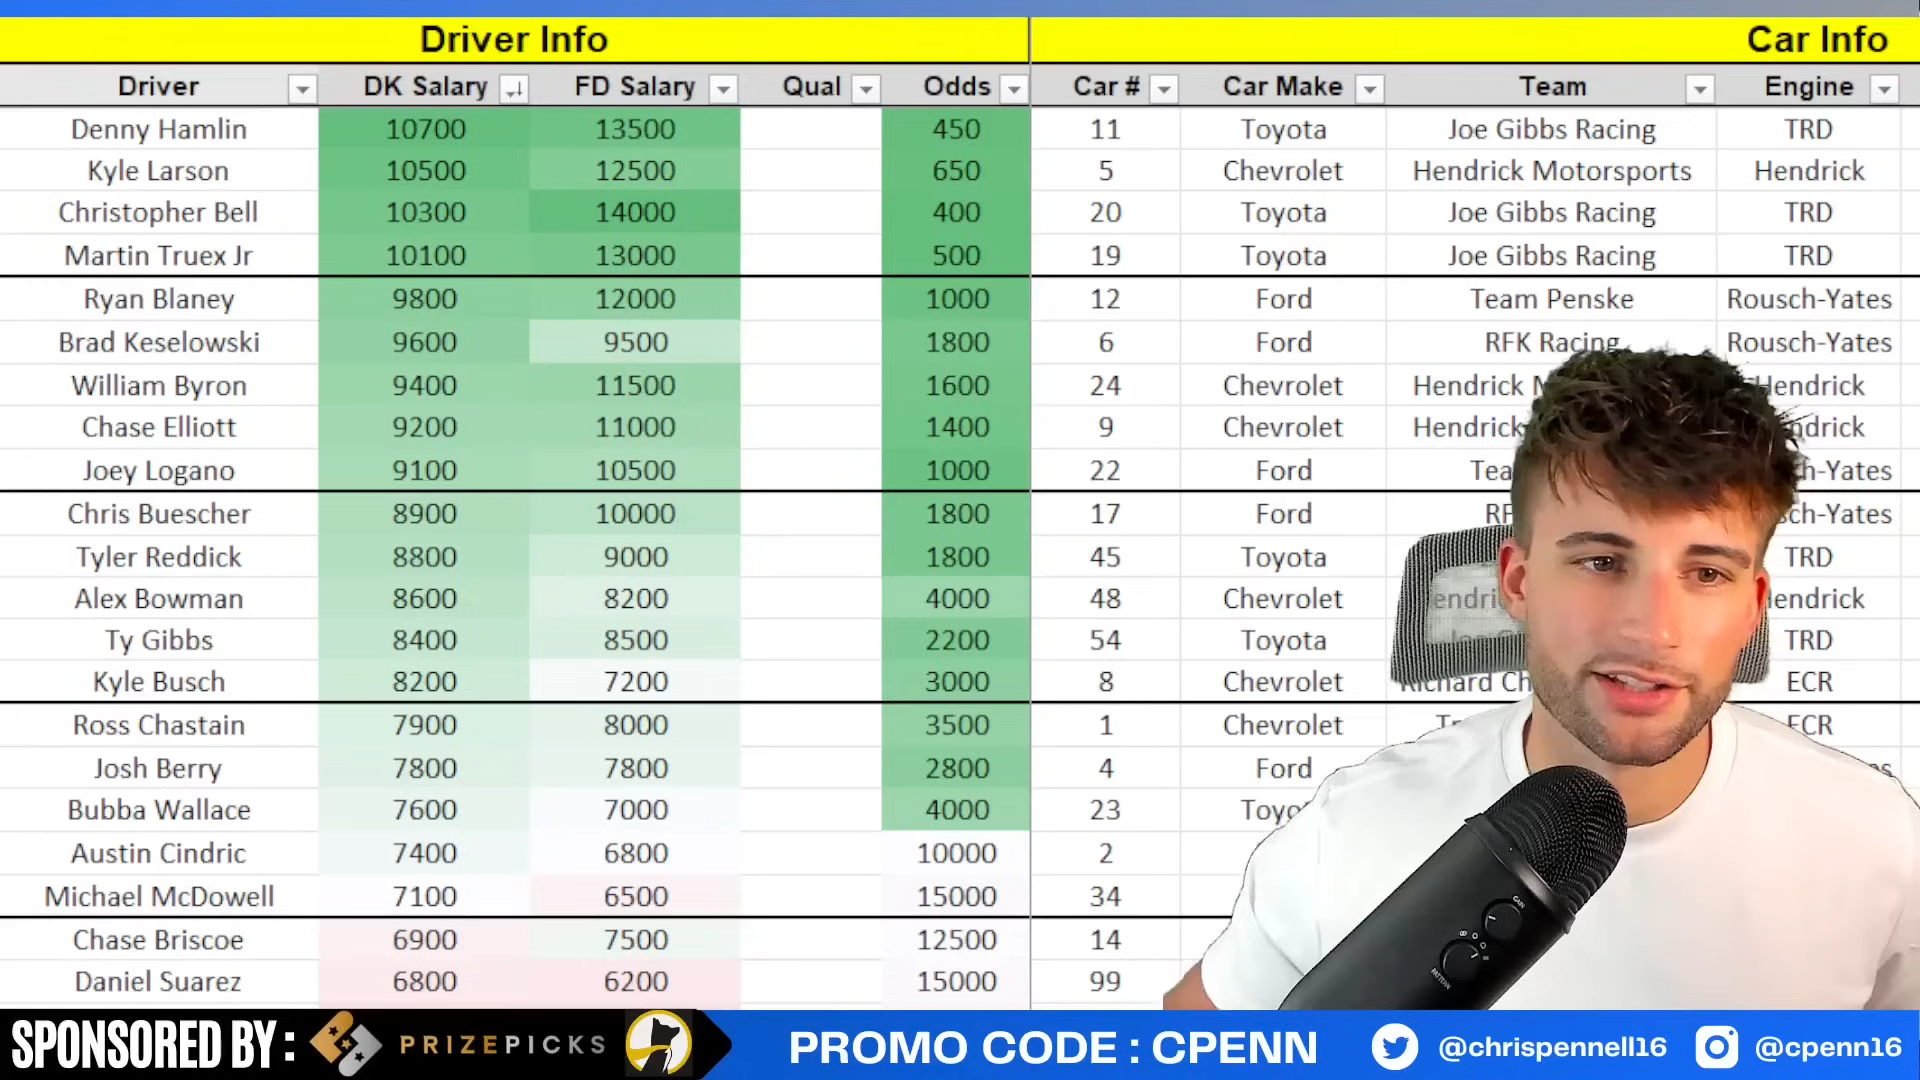 Driver Info Car Info
Driver DK Salary FD Salary Qual Odds Car # Car Make Team Engine
Denny Hamlin 10700 13500 450 11 Toyota Joe Gibbs Racing TRD
Kyle Larson 10500 12500 650 5 Chevrolet Hendrick Motorsports Hendrick
Christopher Bell 10300 14000 400 20 Toyota Joe Gibbs Racing TRD
Martin Truex Jr 10100 13000 500 19 Toyota Joe Gibbs Racing TRD
Ryan Blaney 9800 12000 1000 12 Ford Team Penske Rousch-Yates
Brad Keselowski 9600 9500 1800 6 Ford RFK Racing Rousch-Yates
William Byron 9400 11500 1600 24 Chevrolet Hendrick Hendrick
Chase Elliott 9200 11000 1400 9 Chevrolet Hendrick
Joey Logano 9100 10500 1000 22 Ford
Chris Buescher 8900 10000 1800 17 Ford
Tyler Reddick 8800 9000 1800 45 Toyota TRD
Alex Bowman 8600 8200 4000 48 Chevrolet
Ty Gibbs 8400 8500 2200 54 Toyota TRD
Kyle Busch 8200 7200 3000 8 Chevrolet Richard ECR
Ross Chastain 7900 8000 3500 1 Chevrolet ECR
Josh Berry 7800 7800 2800 4 Ford
Bubba Wallace 7600 7000 4000 23
Austin Cindric 7400 6800 10000 2
Michael McDowell 7100 6500 15000 34
Chase Briscoe 6900 7500 12500 14
Daniel Suarez 6800 6200 15000 99
SPONSORED BY : PRIZEPICKS PROMO CODE : CPENN @chrispennell16 @cpenn16